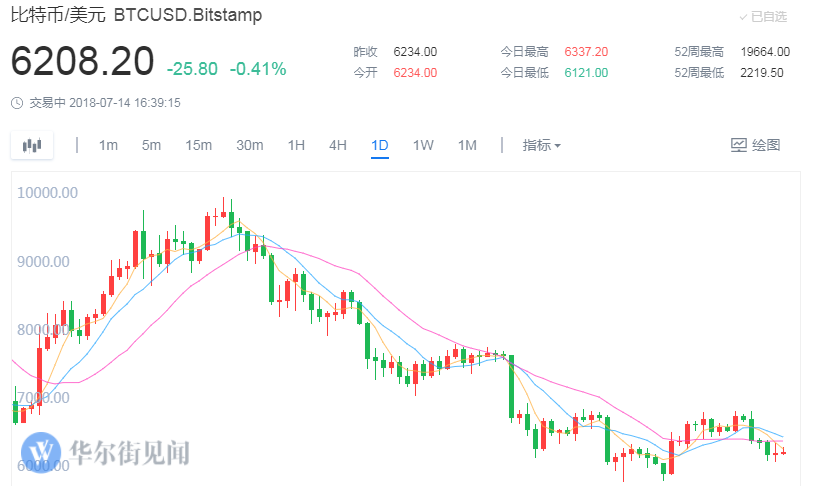 比特币/美元 BTCUSD.Bitstamp
已自选
6208.20 -25.80 -0.41%
昨收 6234.00 今日最高 6337.20 52周最高 19664.00
今开 6234.00 今日最低 6121.00 52周最低 2219.50
交易中 2018-07-14 16:39:15
1m 5m 15m 30m 1H 4H 1D 1W 1M 指标 绘图
10000.00
9000.00
8000.00
7000.00
华尔街见闻
6000.00